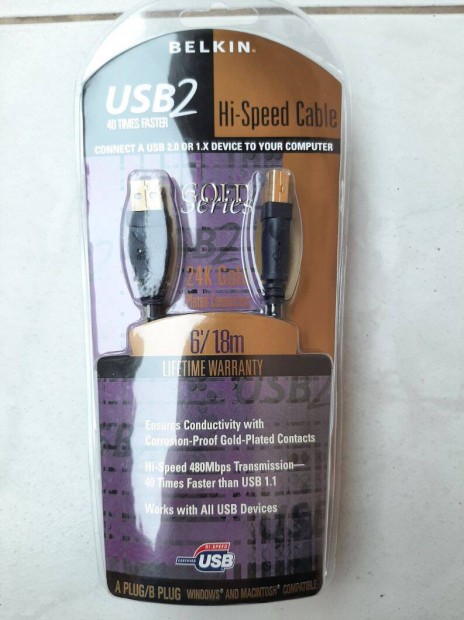 BELKIN.
USB2
40 TIMES FASTER
Hi-Speed Cable
CONNECT A USB 2.0 OR 1.X DEVICE TO YOUR COMPUTER
GOLD
Series
24K Gold
6'/1.8m
LIFETIME WARRANTY
Ensures Conductivity with
Corrosion-Proof Gold-Plated Contacts
Hi-Speed 480Mbps Transmission—
40 Times Faster than USB 1.1
Works with All USB Devices
HI-SPEED
CERTIFIED
USB
A PLUG/B PLUG WINDOWS® AND MACINTOSH® COMPATIBLE